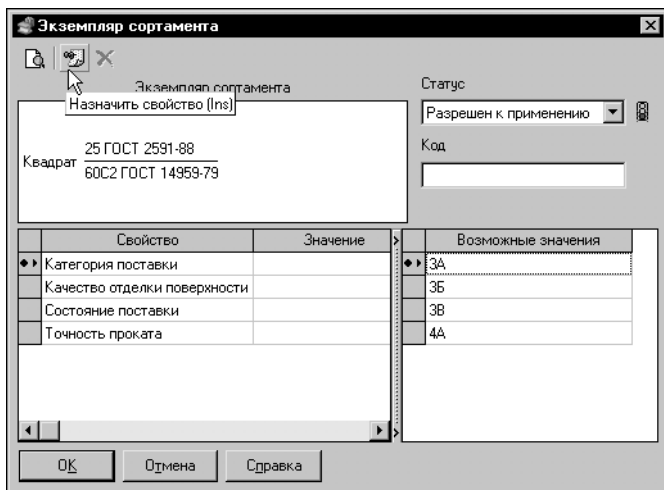 Экземпляр сортамента
Экземпляр сортамента
Статус
Назначить свойство (Ins)
Разрешен к применению
Код
Квадрат 25 ГОСТ 2591-88
60С2 ГОСТ 14959-79
Свойство Значение Возможные значения
Категория поставки 3А
Качество отделки поверхности 3Б
Состояние поставки 3В
Точность проката 4А
OK Отмена Справка